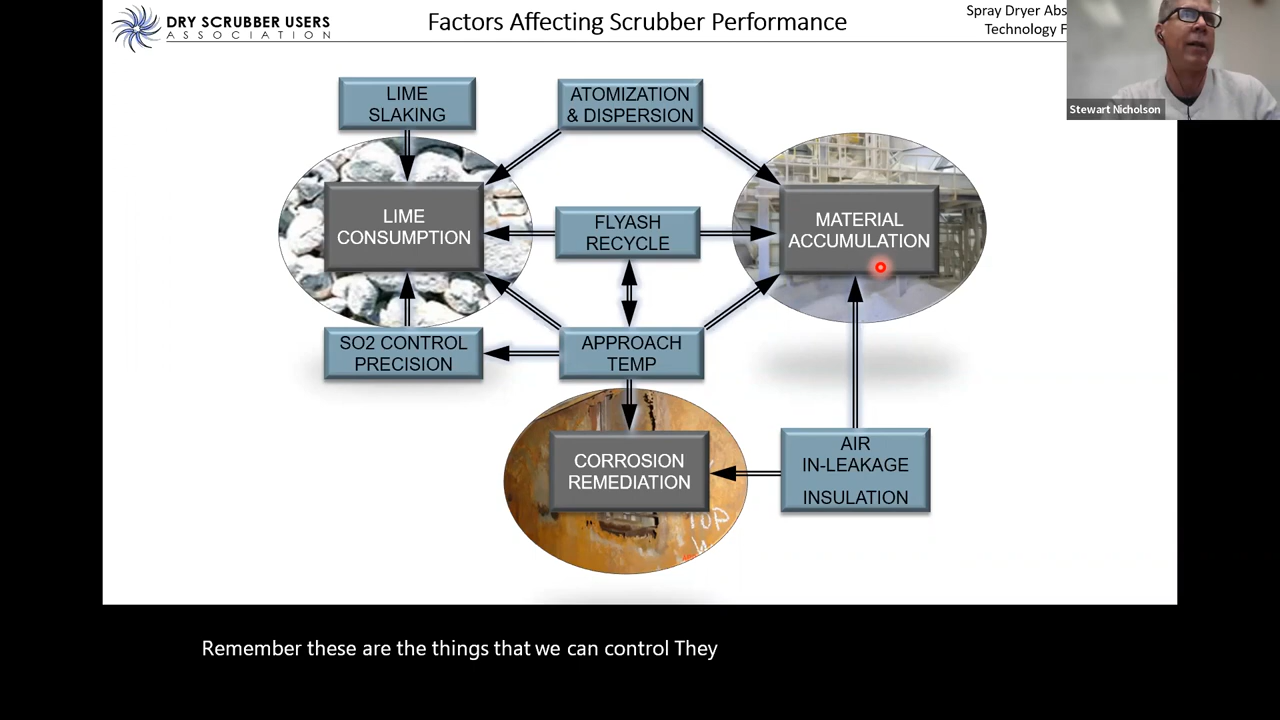 DRY SCRUBBER USERS
ASSOCIATION
Factors Affecting Scrubber Performance
Spray Dryer
Technology
Stewart Nicholson
LIME
SLAKING
ATOMIZATION
& DISPERSION
LIME
CONSUMPTION
FLYASH
RECYCLE
MATERIAL
ACCUMULATION
SO2 CONTROL
PRECISION
APPROACH
TEMP
CORROSION
REMEDIATION
AIR
IN-LEAKAGE
INSULATION
TOP
Remember these are the things that we can control They